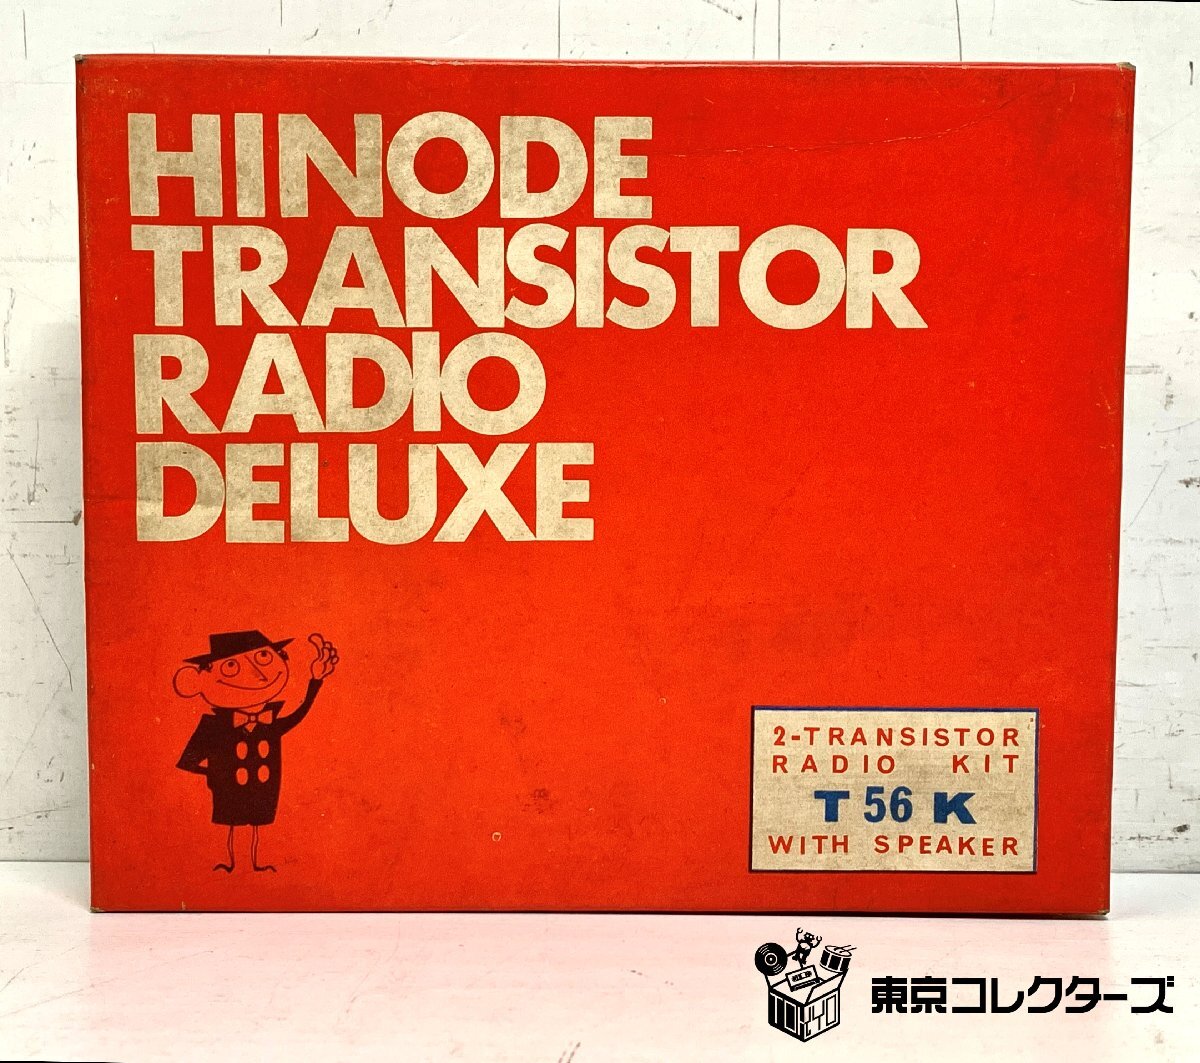 HINODE
TRANSISTOR
RADIO
DELUXE
2-TRANSISTOR
RADIO KIT
T 56 K
WITH SPEAKER
TOKYO
東京コレクターズ